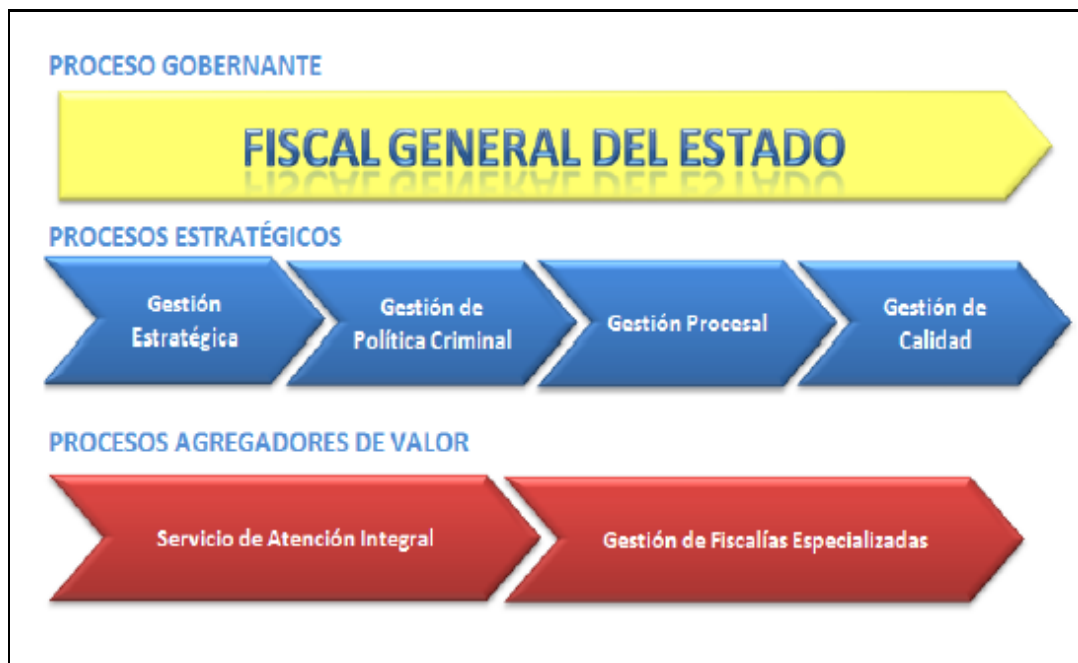 PROCESO GOBERNANTE
FISCAL GENERAL DEL ESTADO
PROCESOS ESTRATÉGICOS
Gestión
Estratégica
Gestión de
Política Criminal
Gestión Procesal
Gestión de
Calidad
PROCESOS AGREGADORES DE VALOR
Servicio de Atención Integral
Gestión de Fiscalías Especializadas